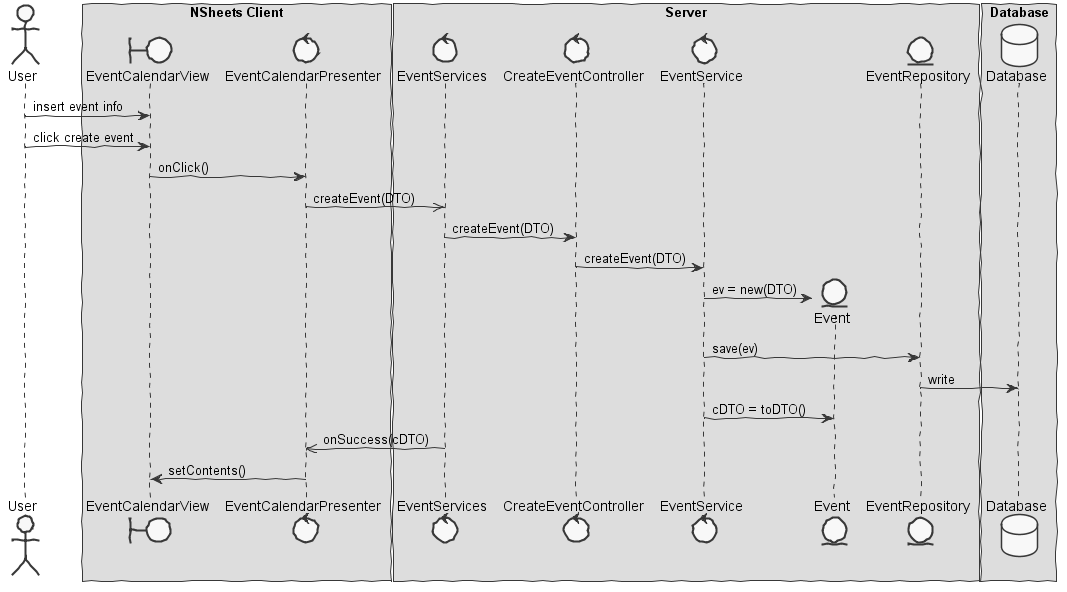 NSheets Client
Server
Database
User
EventCalendarView
EventCalendarPresenter
EventServices
CreateEventController
EventService
EventRepository
Database
insert event info
click create event
onClick()
createEvent(DTO)
createEvent(DTO)
createEvent(DTO)
ev = new(DTO)
Event
save(ev)
write
cDTO = toDTO()
onSuccess(cDTO)
setContents()
User
EventCalendarView
EventCalendarPresenter
EventServices
CreateEventController
EventService
Event
EventRepository
Database